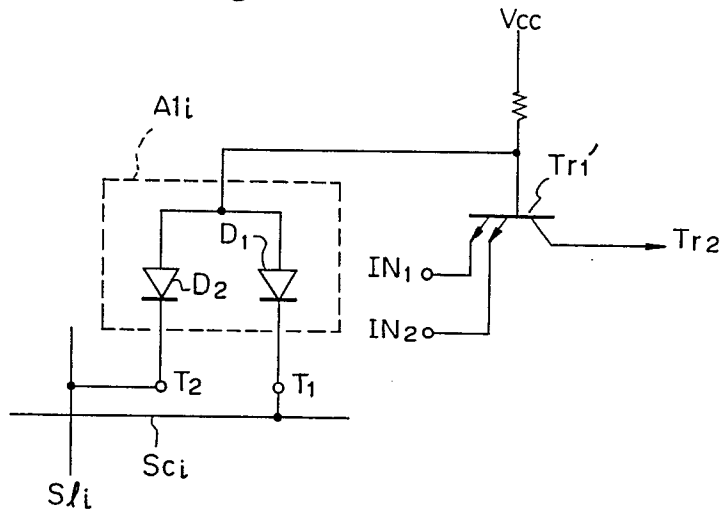 Vcc
A1i
Tr1'
D1
Tr2
D2
IN1
IN2
T2
T1
Sci
Sli